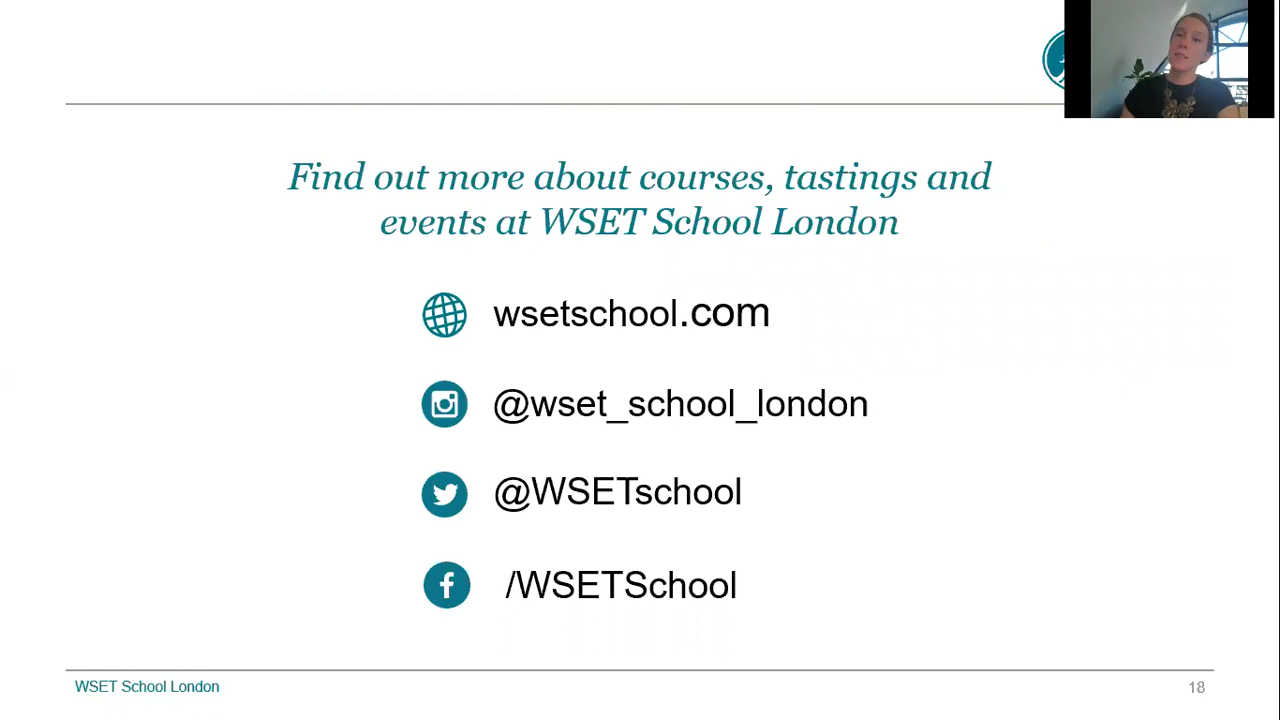 Find out more about courses, tastings and
events at WSET School London
wsetschool.com
@wset_school_london
@WSETschool
/WSETSchool
WSET School London
18